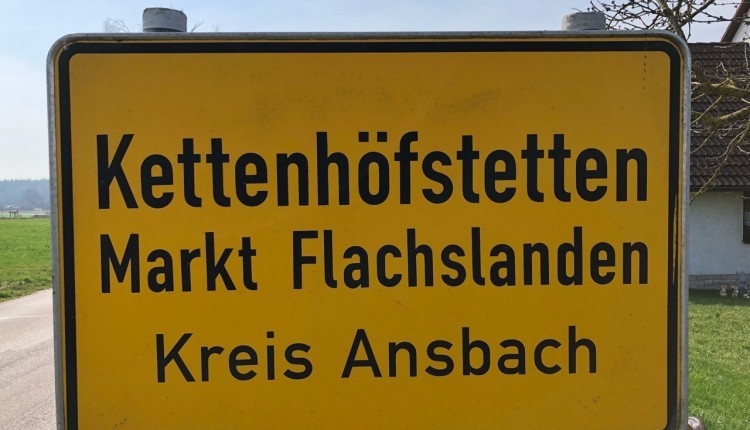 Kettenhöfstetten
Markt Flachslanden
Kreis Ansbach